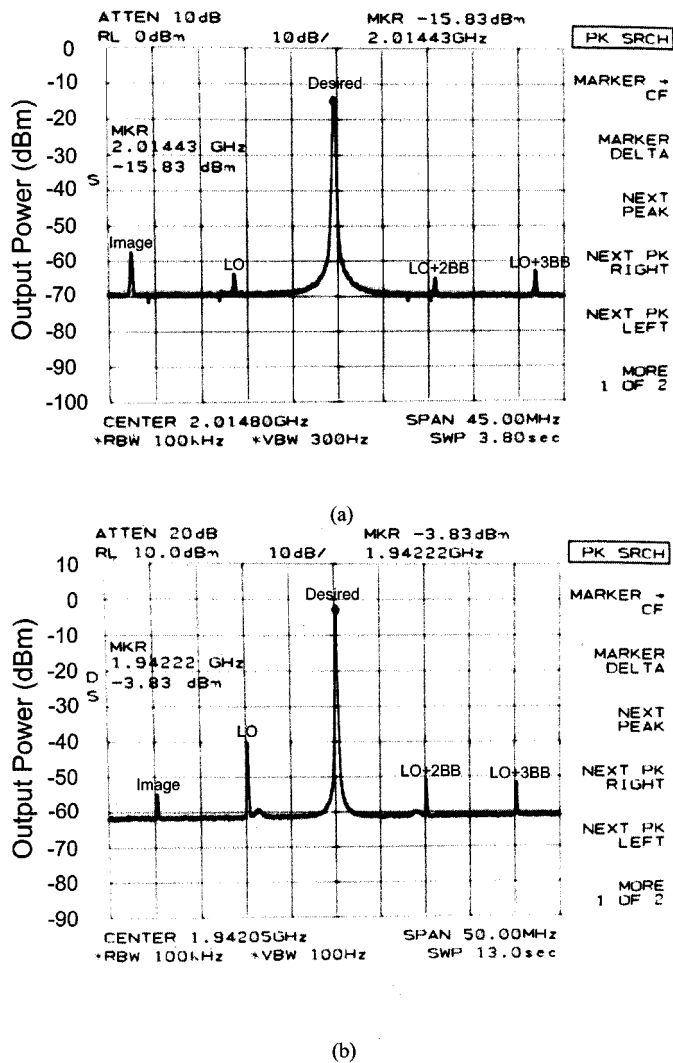 ATTEN 10dB MKR -15.83dBm
RL 0dBm 10dB/ 2.01443GHz
PK SRCH
0
-10
-20
-30
-40
-50
-60
-70
-80
-90
-100
Output Power (dBm)
Desired
MKR
2.01443 GHz
-15.83 dBm
S
Image
LO
LO+2BB
LO+3BB
MARKER →
CF
MARKER
DELTA
NEXT
PEAK
NEXT PK
RIGHT
NEXT PK
LEFT
MORE
1 OF 2
CENTER 2.01480GHz SPAN 45.00MHz
*RBW 100kHz *VBW 300Hz SWP 3.80sec
(a)
ATTEN 20dB MKR -3.83dBm
RL 10.0dBm 10dB/ 1.94222GHz
PK SRCH
10
0
-10
-20
-30
-40
-50
-60
-70
-80
-90
Output Power (dBm)
Desired
MKR
1.94222 GHz
-3.83 dBm
D
S
Image
LO
LO+2BB
LO+3BB
MARKER →
CF
MARKER
DELTA
NEXT
PEAK
NEXT PK
RIGHT
NEXT PK
LEFT
MORE
1 OF 2
CENTER 1.94205GHz SPAN 50.00MHz
*RBW 100kHz *VBW 100Hz SWP 13.0sec
(b)